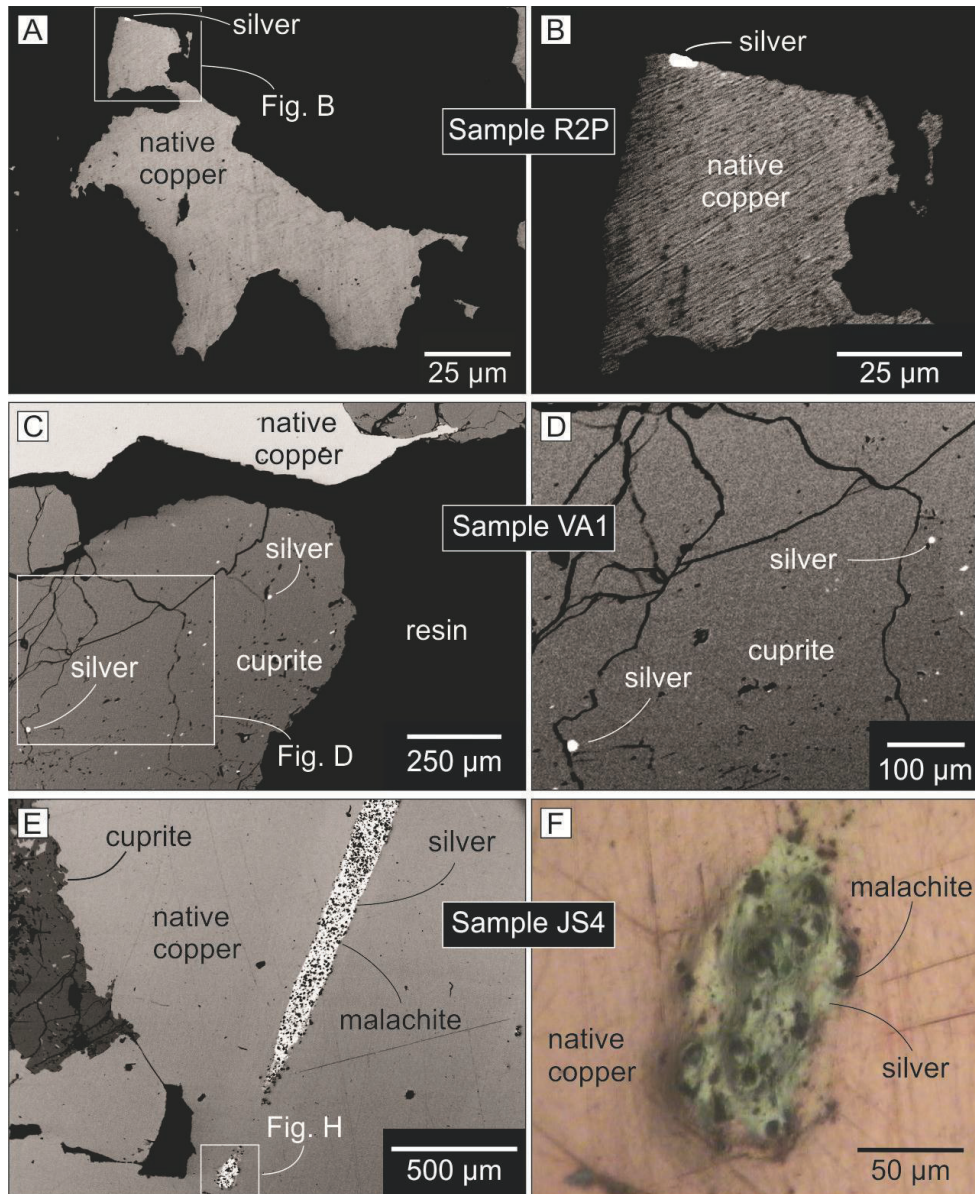 A
silver
Fig. B
native
copper
25 µm
B
silver
Sample R2P
native
copper
25 µm
C
native
copper
silver
silver
cuprite
resin
Fig. D
250 µm
D
Sample VA1
silver
cuprite
silver
100 µm
E
cuprite
silver
native
copper
malachite
Fig. H
500 µm
F
Sample JS4
malachite
native
copper
silver
50 µm